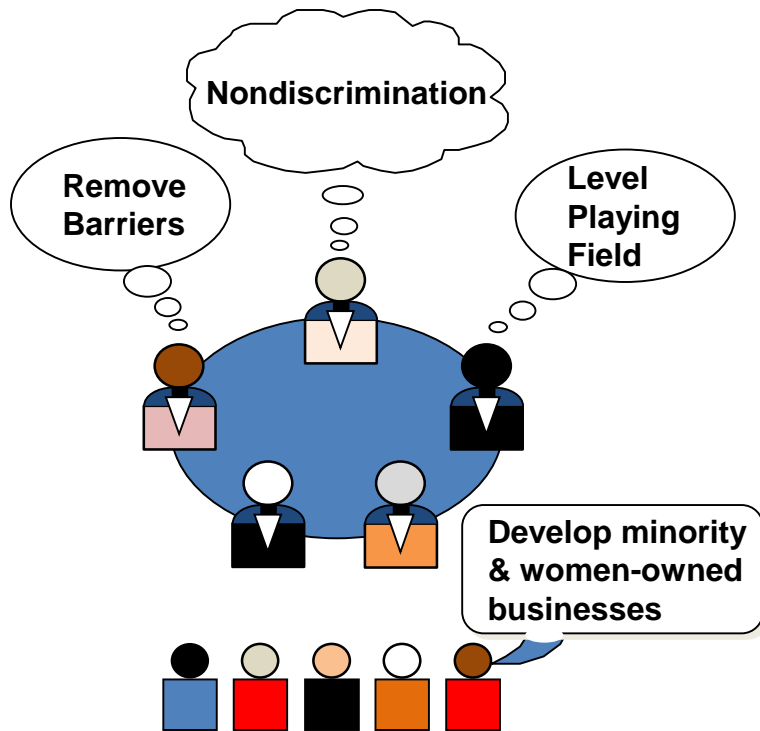 Nondiscrimination
Remove
Barriers
Level
Playing
Field
Develop minority
& women-owned
businesses